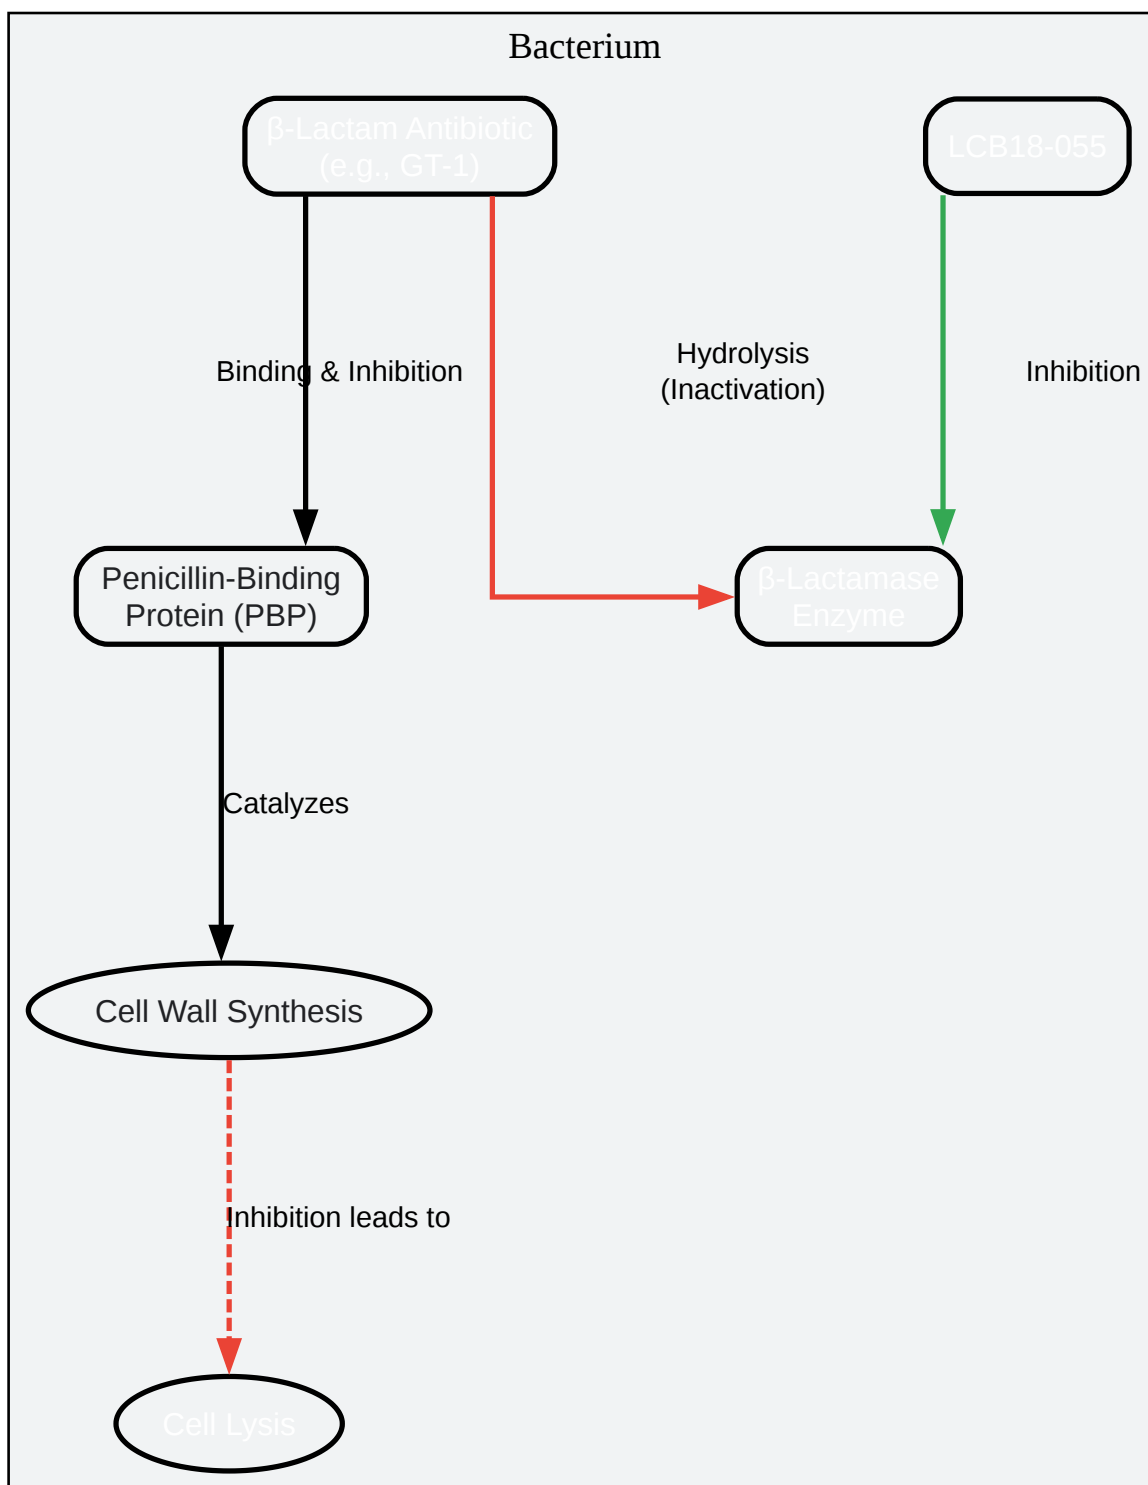 Bacterium
β-Lactam Antibiotic
(e.g., GT-1)
LCB18-055
Binding & Inhibition
Hydrolysis
(Inactivation)
Inhibition
Penicillin-Binding
Protein (PBP)
β-Lactamase
Enzyme
Catalyzes
Cell Wall Synthesis
Inhibition leads to
Cell Lysis